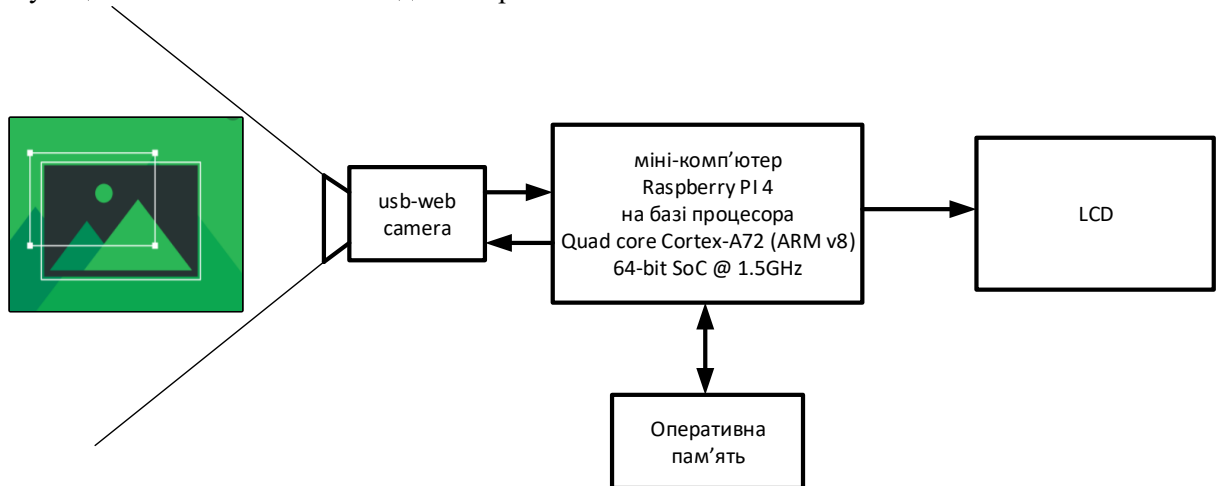 usb-web
camera
міні-комп’ютер
Raspberry PI 4
на базі процесора
Quad core Cortex-A72 (ARM v8)
64-bit SoC @ 1.5GHz
LCD
Оперативна
пам’ять